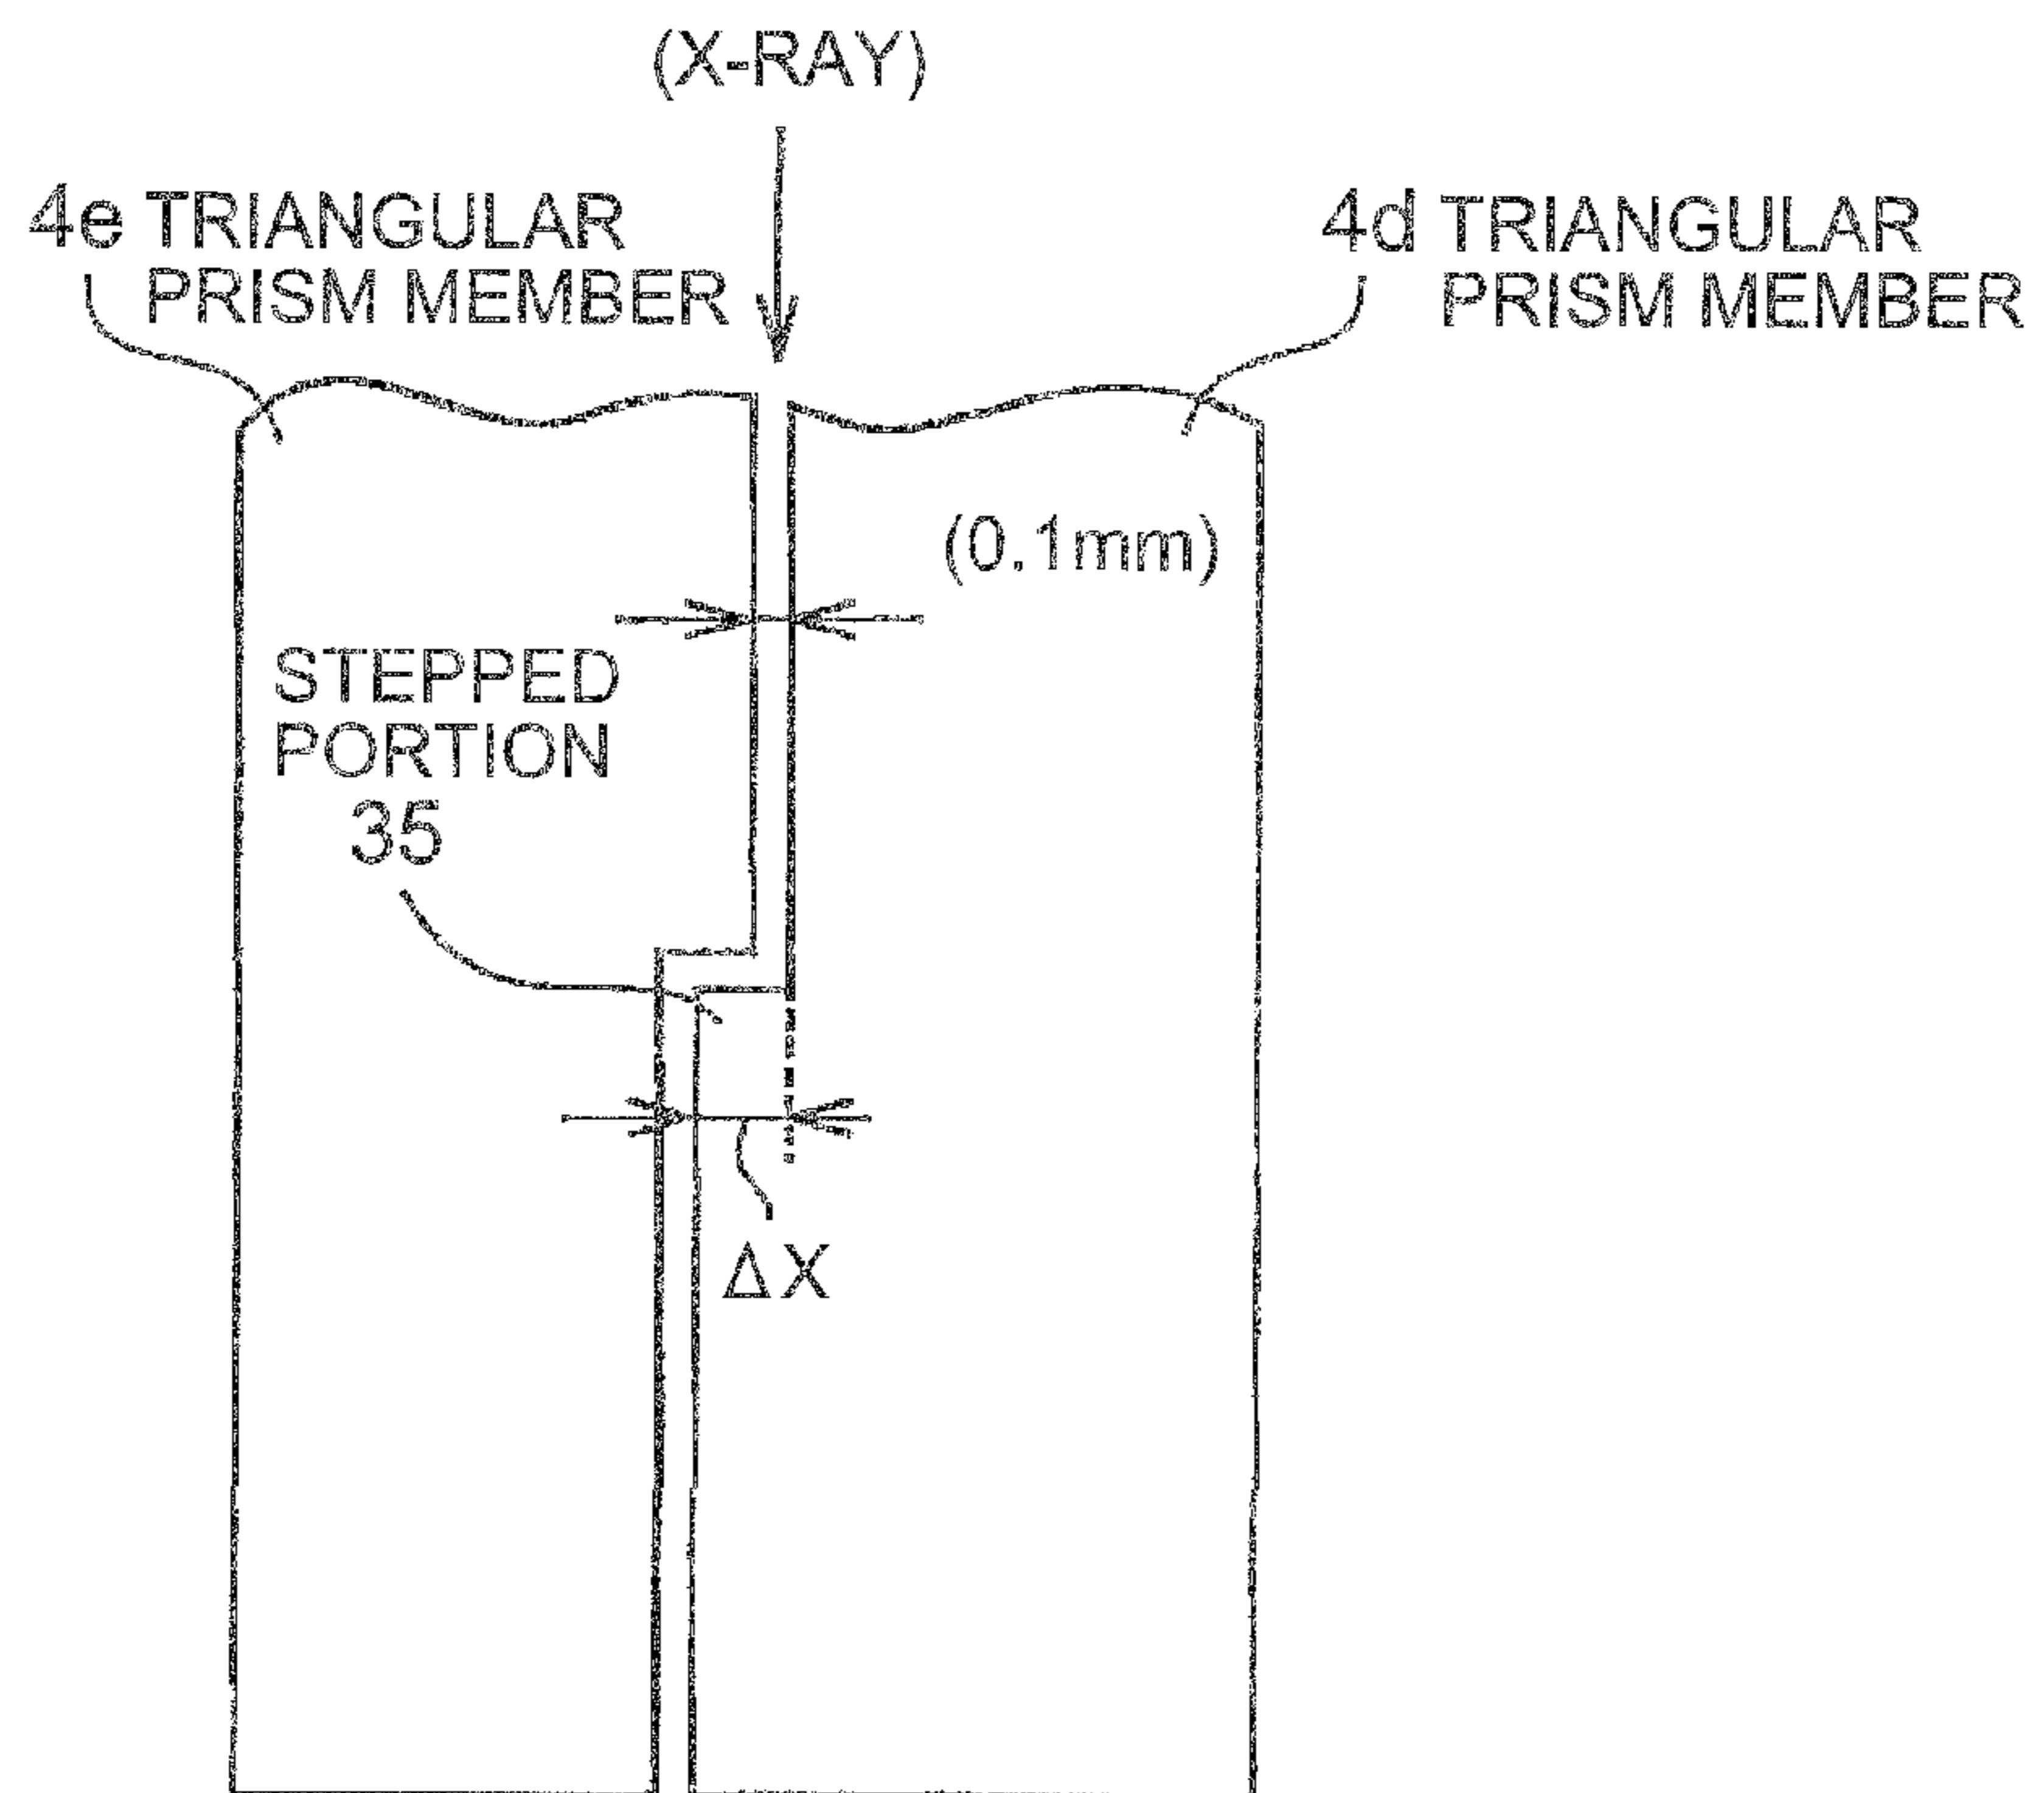 (X-RAY)
4e TRIANGULAR
PRISM MEMBER
4d TRIANGULAR
PRISM MEMBER
(0.1mm)
STEPPED
PORTION
35
ΔX